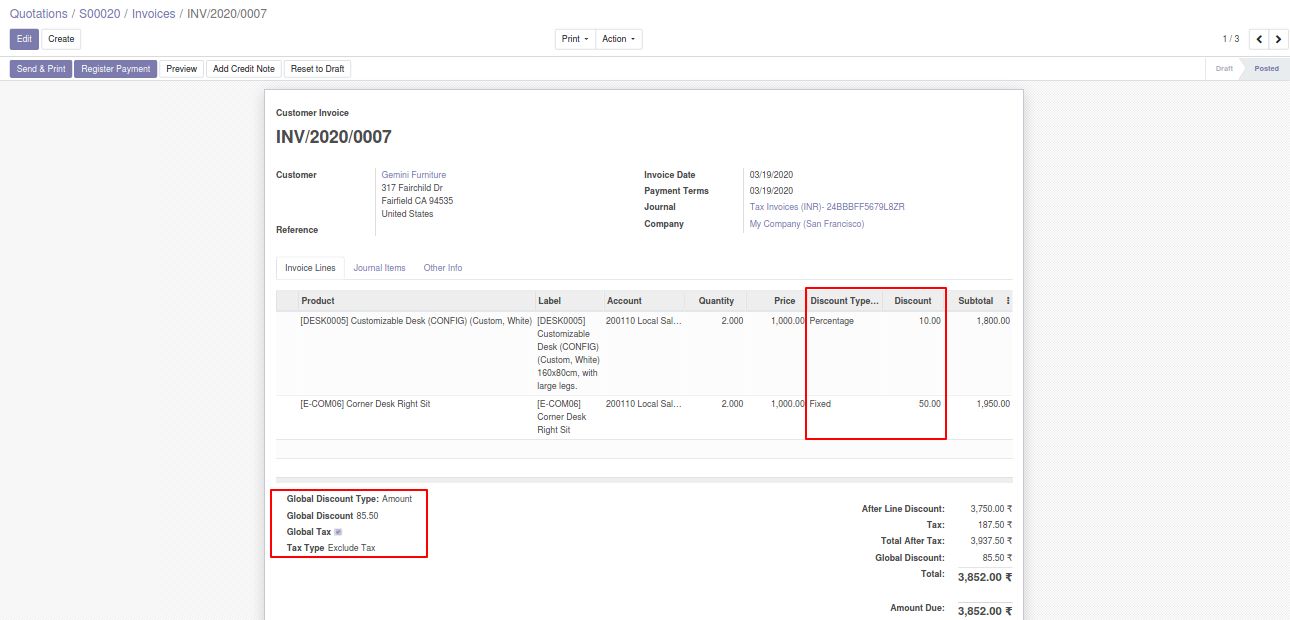 Quotations / S00020 / Invoices / INV/2020/0007
Edit Create Print Action 1 / 3
Send & Print Register Payment Preview Add Credit Note Reset to Draft Draft Posted
Customer Invoice
INV/2020/0007
Customer Gemini Furniture
317 Fairchild Dr
Fairfield CA 94535
United States
Reference
Invoice Date 03/19/2020
Payment Terms 03/19/2020
Journal Tax Invoices (INR)- 24BBBFF5679L8ZR
Company My Company (San Francisco)
Invoice Lines Journal Items Other Info
Product Label Account Quantity Price Discount Type... Discount Subtotal
[DESK0005] Customizable Desk (CONFIG) (Custom, White) [DESK0005] 200110 Local Sal... 2.000 1,000.00 Percentage 10.00 1,800.00
Customizable
Desk (CONFIG)
(Custom, White)
160x80cm, with
large legs.
[E-COM06] Corner Desk Right Sit [E-COM06] 200110 Local Sal... 2.000 1,000.00 Fixed 50.00 1,950.00
Corner Desk
Right Sit
Global Discount Type: Amount
Global Discount 85.50
Global Tax
Tax Type Exclude Tax
After Line Discount: 3,750.00 ₹
Tax: 187.50 ₹
Total After Tax: 3,937.50 ₹
Global Discount: 85.50 ₹
Total: 3,852.00 ₹
Amount Due: 3,852.00 ₹